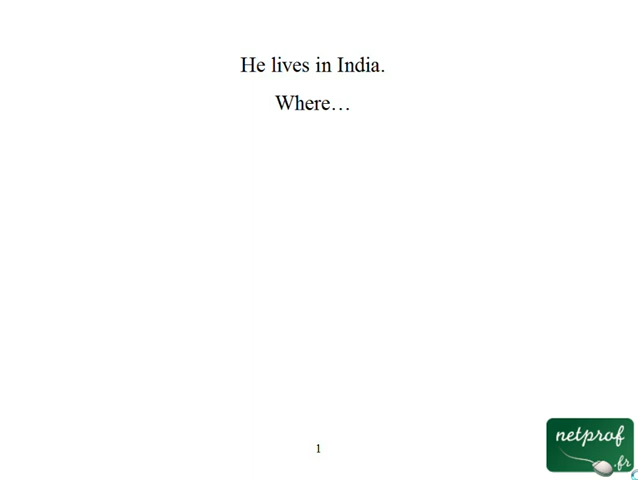 He lives in India.
Where…
1
netprof
.fr